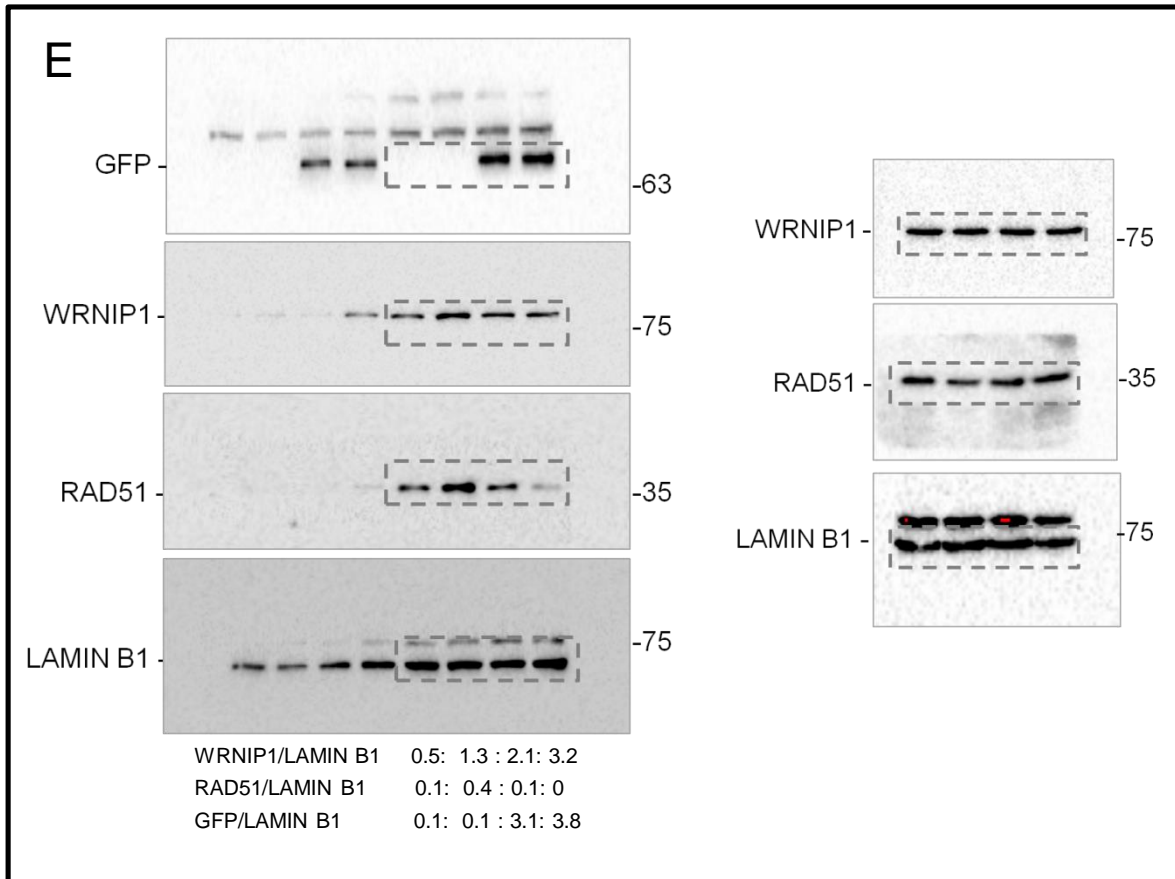 E
GFP -
-63
WRNIP1 -
-75
RAD51 -
-35
LAMIN B1 -
-75
WRNIP1/LAMIN B1 0.5: 1.3 : 2.1: 3.2
RAD51/LAMIN B1 0.1: 0.4 : 0.1: 0
GFP/LAMIN B1 0.1: 0.1 : 3.1: 3.8
WRNIP1 -
-75
RAD51 -
-35
LAMIN B1 -
-75